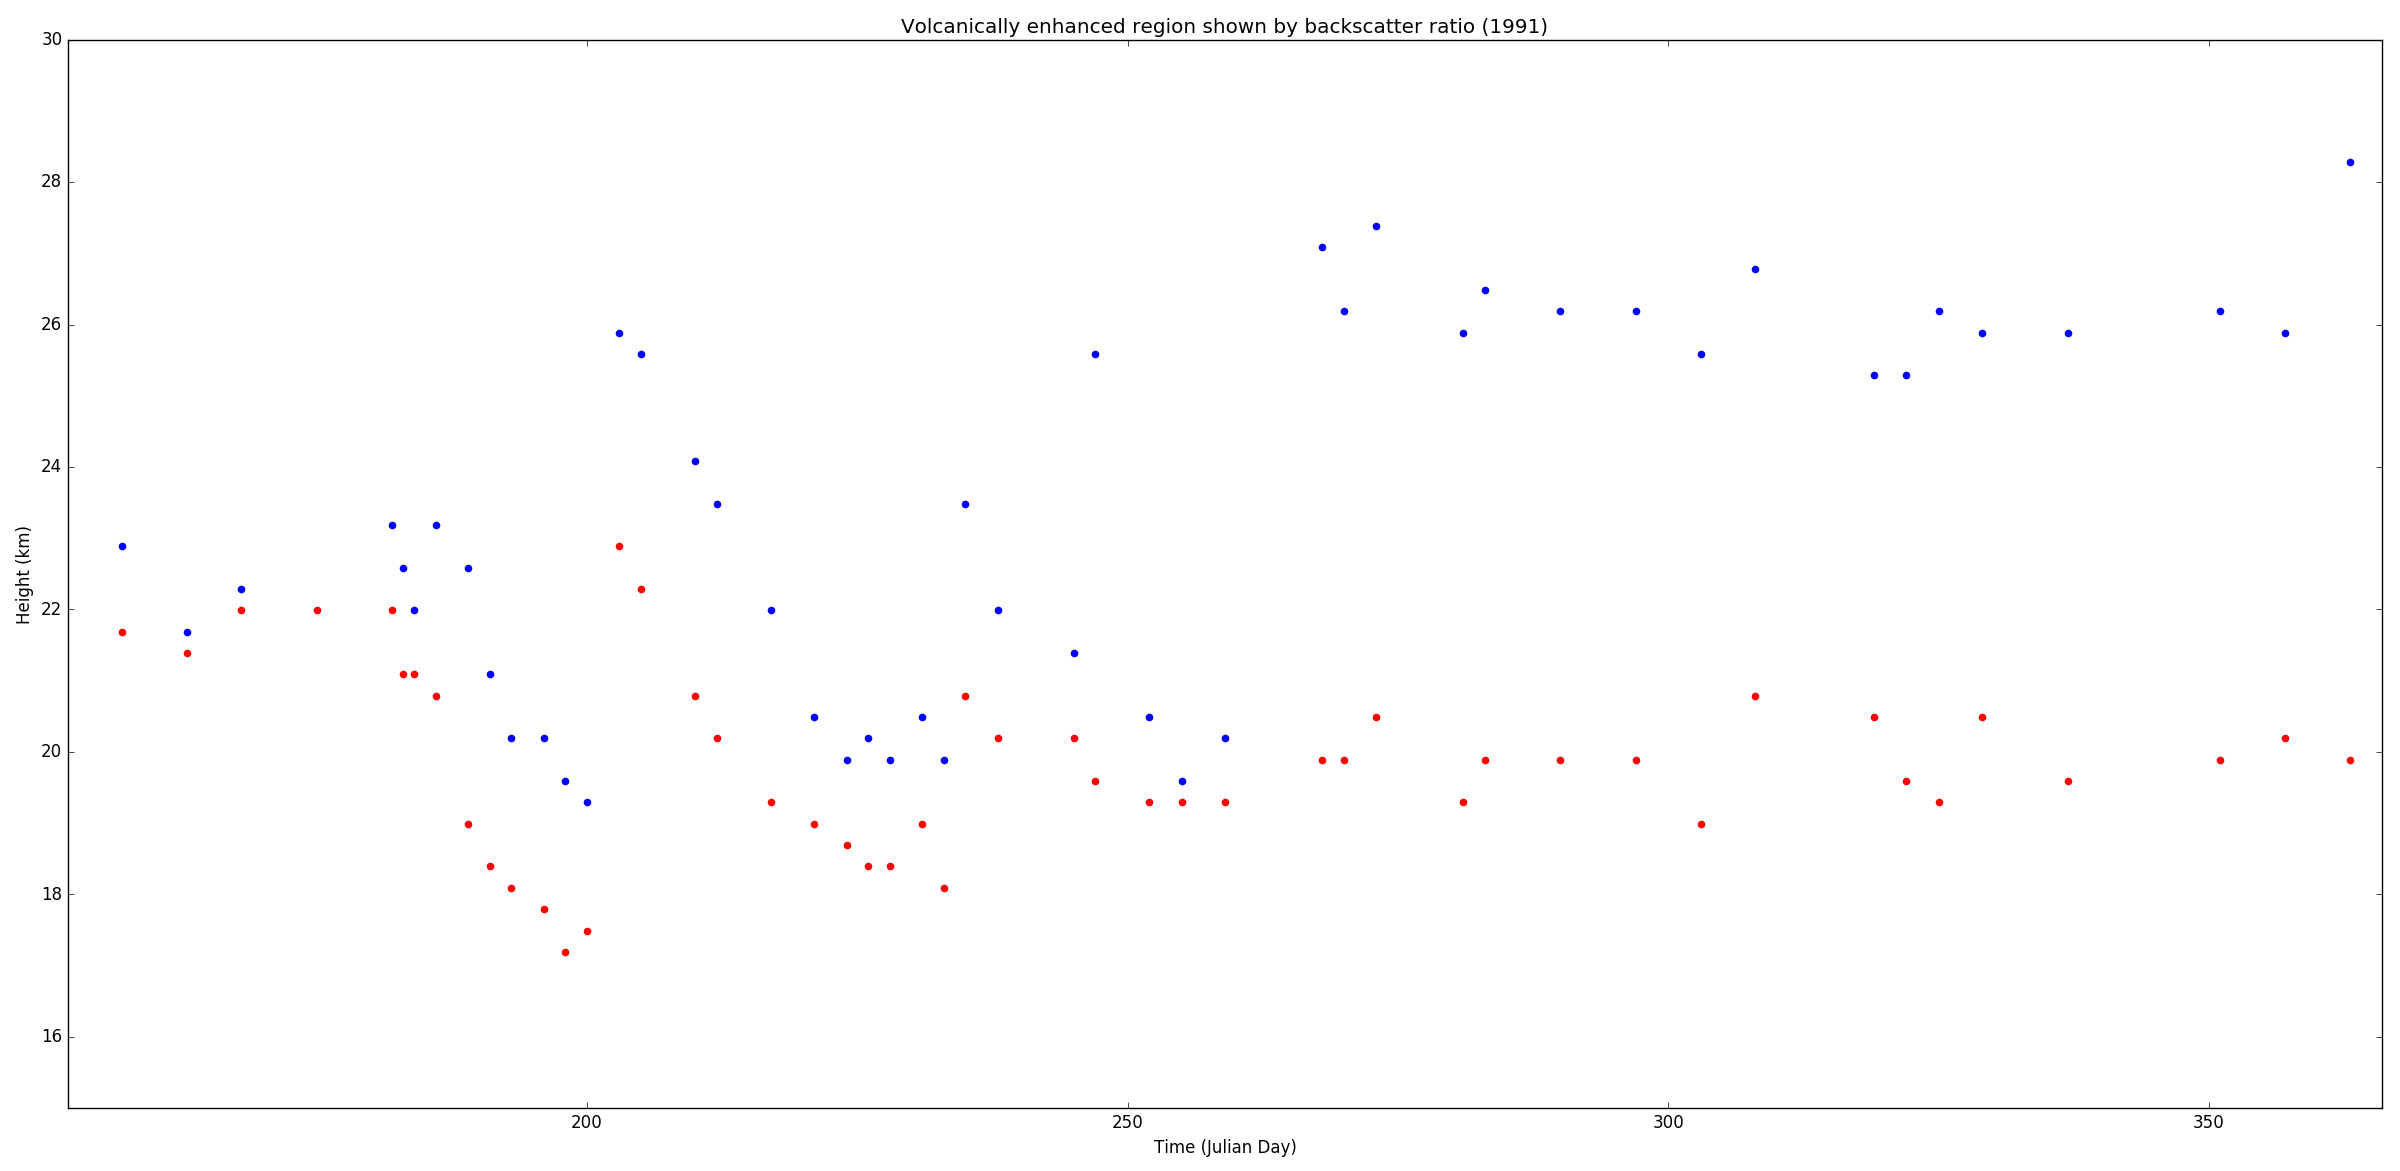 Volcanically enhanced region shown by backscatter ratio (1991)
30
28
26
24
22
20
18
16
Height (km)
200 250 300 350
Time (Julian Day)